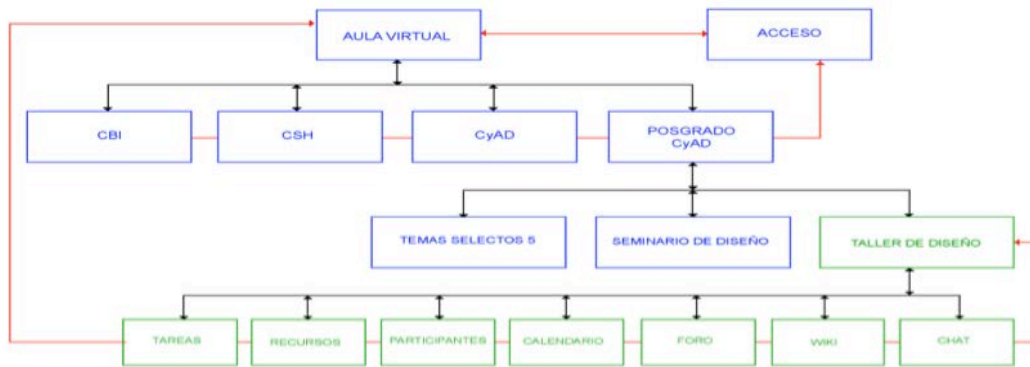 AULA VIRTUAL
ACCESO
CBI
CSH
CyAD
POSGRADO
CyAD
TEMAS SELECTOS 5
SEMINARIO DE DISEÑO
TALLER DE DISEÑO
TAREAS
RECURSOS
PARTICIPANTES
CALENDARIO
FORO
WIKI
CHAT